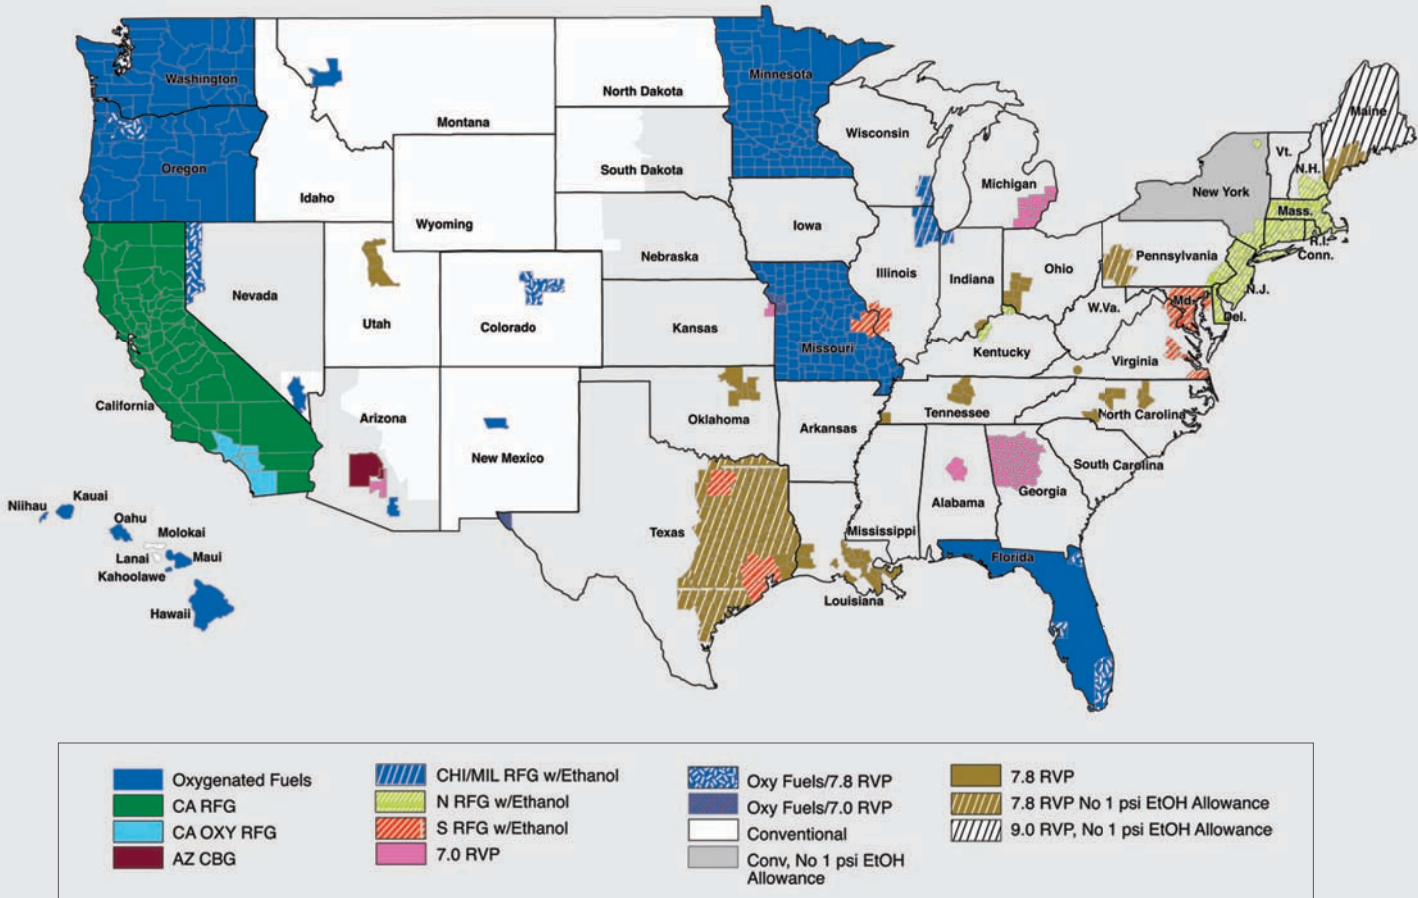 Washington
Oregon
California
Nevada
Idaho
Montana
Wyoming
Utah
Colorado
Arizona
New Mexico
North Dakota
South Dakota
Nebraska
Kansas
Oklahoma
Texas
Minnesota
Iowa
Missouri
Arkansas
Louisiana
Wisconsin
Illinois
Michigan
Indiana
Ohio
Kentucky
Tennessee
Mississippi
Alabama
Georgia
Florida
South Carolina
North Carolina
Virginia
W.Va.
Pennsylvania
New York
Vt.
N.H.
Maine
Mass.
R.I.
Conn.
N.J.
Md.
Del.
Niihau
Kauai
Oahu
Molokai
Lanai
Maui
Kahoolawe
Hawaii
Oxygenated Fuels
CA RFG
CA OXY RFG
AZ CBG
CHI/MIL RFG w/Ethanol
N RFG w/Ethanol
S RFG w/Ethanol
7.0 RVP
Oxy Fuels/7.8 RVP
Oxy Fuels/7.0 RVP
Conventional
Conv, No 1 psi EtOH
Allowance
7.8 RVP
7.8 RVP No 1 psi EtOH Allowance
9.0 RVP, No 1 psi EtOH Allowance